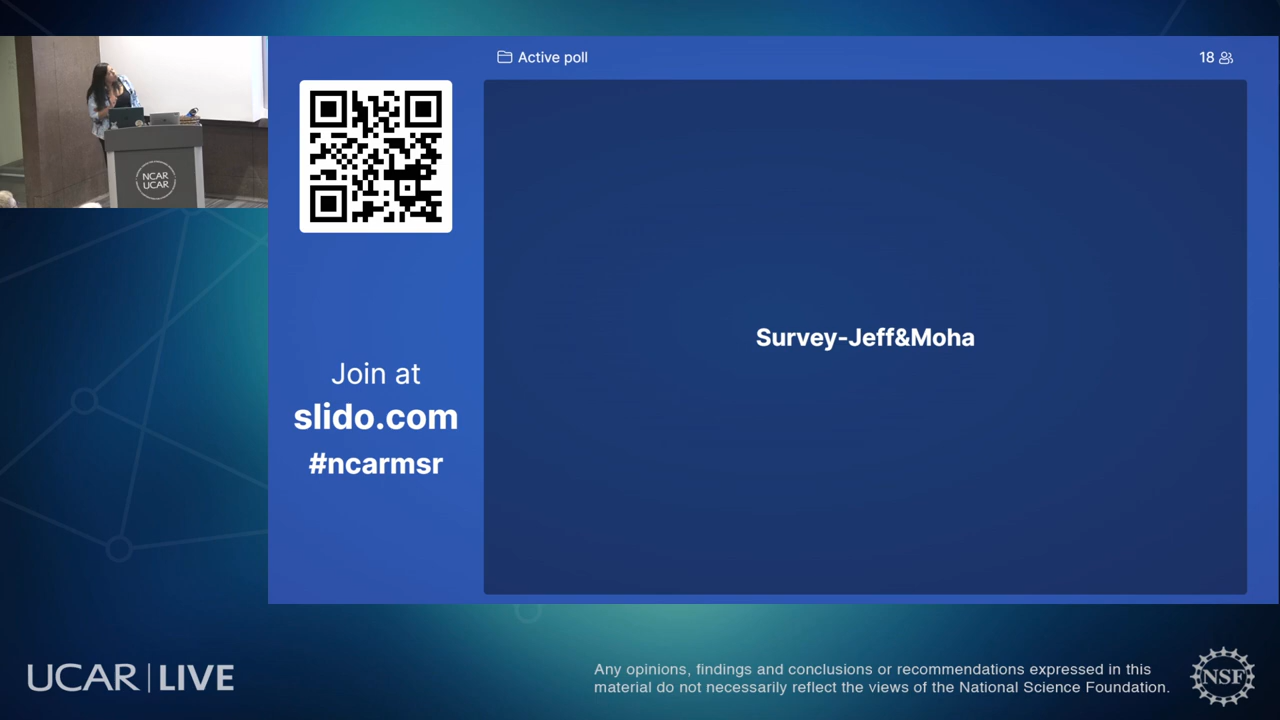 Active poll
18
NCAR
UCAR
Survey-Jeff&Moha
Join at
slido.com
#ncarmsr
UCAR | LIVE
Any opinions, findings and conclusions or recommendations expressed in this
material do not necessarily reflect the views of the National Science Foundation.
NSF